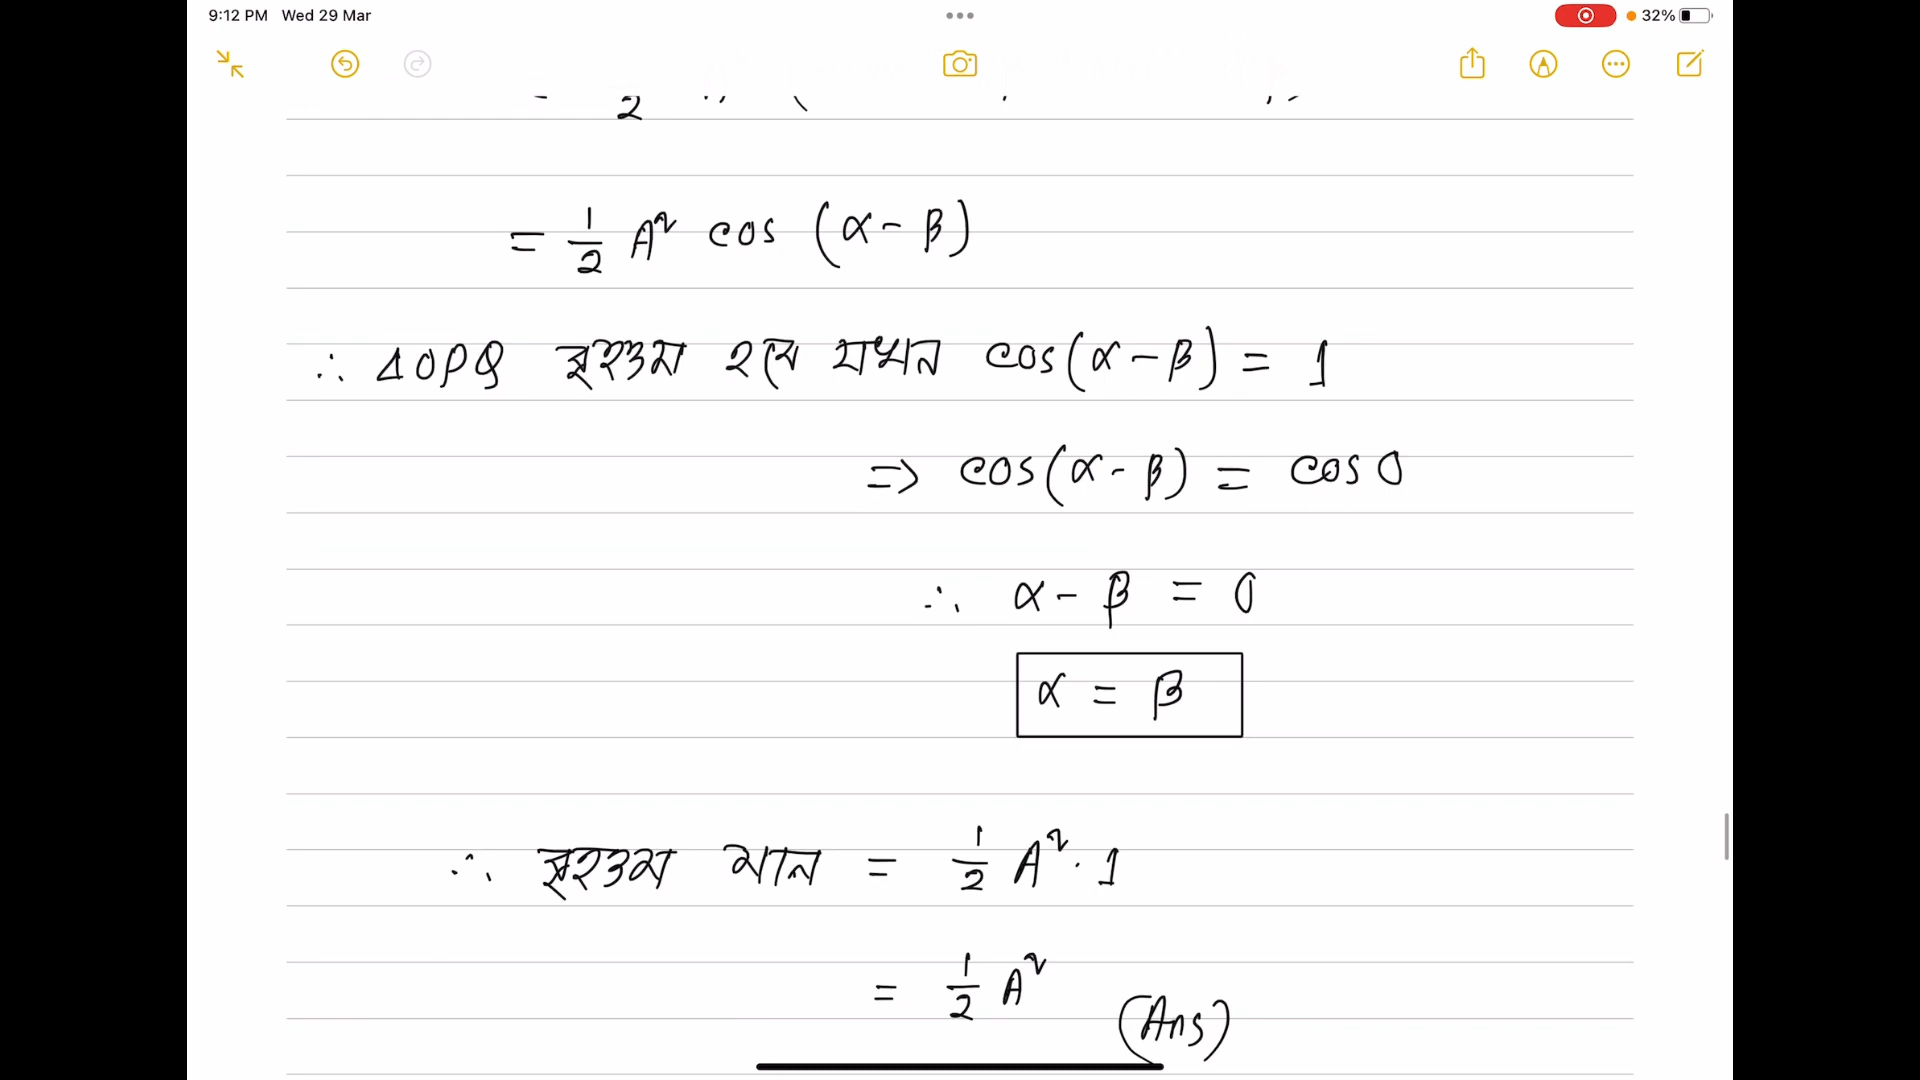 9:12 PM Wed 29 Mar 32%
2
= 1/2 A² cos (α - β)
∴ ΔOPQ বৃহত্তম হবে যখন cos(α - β) = 1
=> cos(α - β) = cos 0
∴ α - β = 0
α = β
∴ বৃহত্তম মান = 1/2 A² · 1
= 1/2 A²
(Ans)